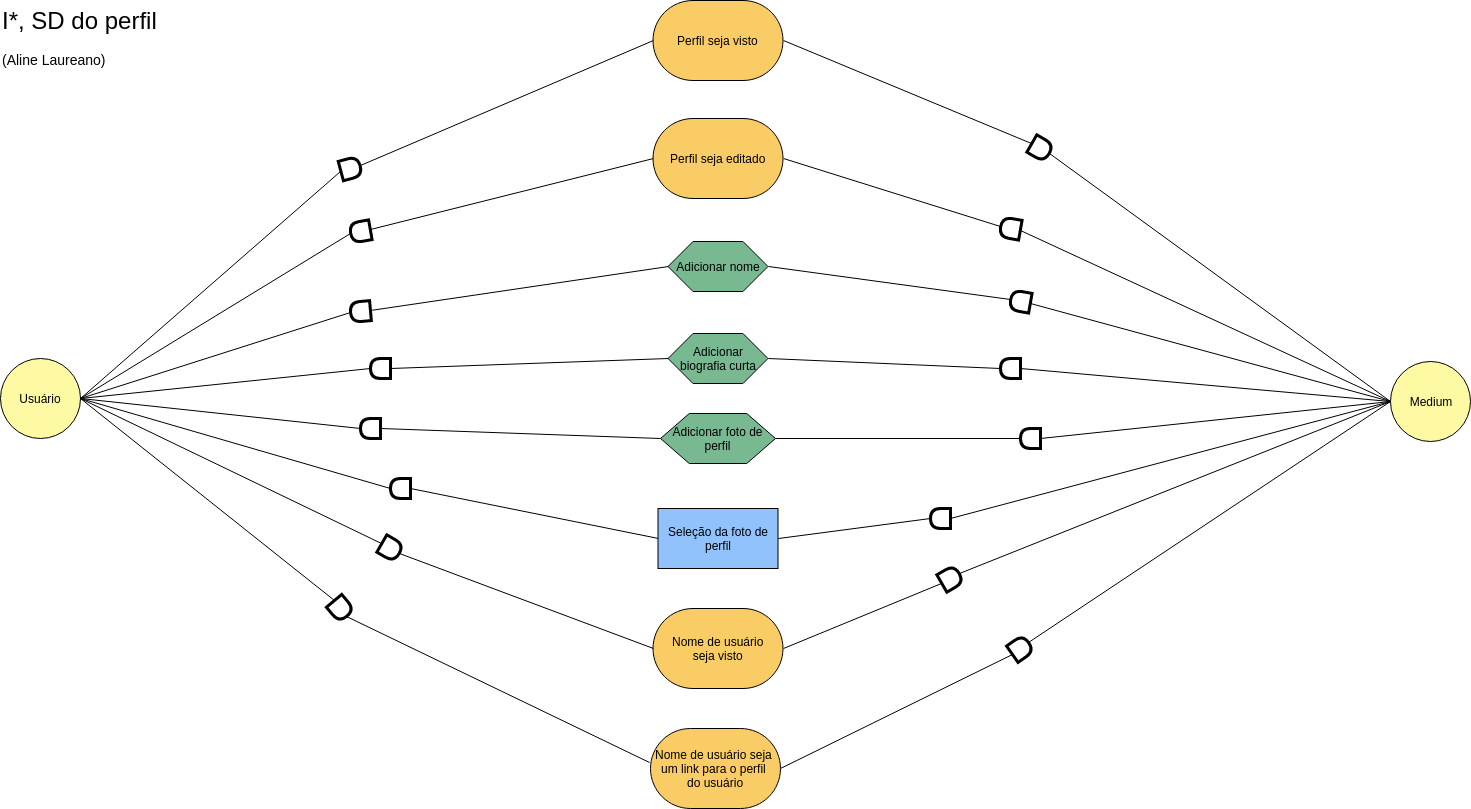 I*, SD do perfil
(Aline Laureano)
Perfil seja visto
Perfil seja editado
Adicionar nome
Adicionar
biografia curta
Usuário
Medium
Adicionar foto de
perfil
Seleção da foto de
perfil
Nome de usuário
seja visto
Nome de usuário seja
um link para o perfil
do usuário